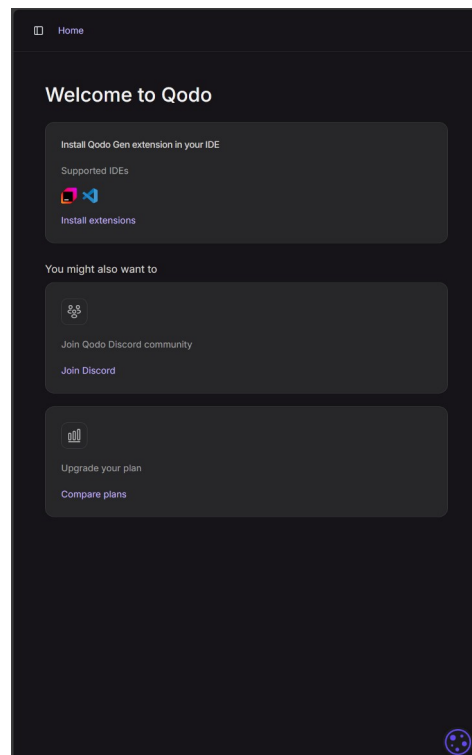 Home
Welcome to Qodo
Install Qodo Gen extension in your IDE
Supported IDEs
Install extensions
You might also want to
Join Qodo Discord community
Join Discord
Upgrade your plan
Compare plans